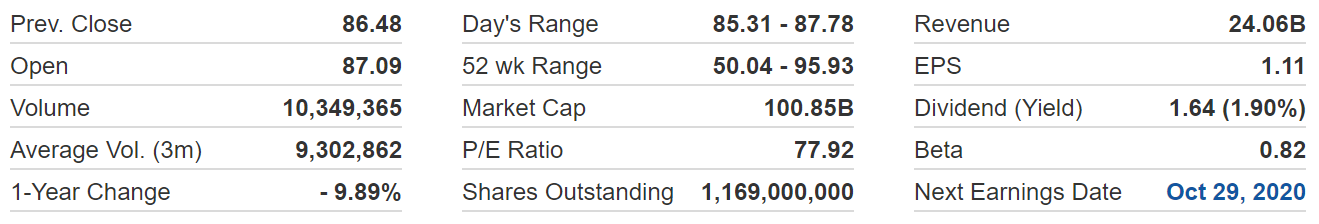 Prev. Close 86.48
Open 87.09
Volume 10,349,365
Average Vol. (3m) 9,302,862
1-Year Change - 9.89%
Day's Range 85.31 - 87.78
52 wk Range 50.04 - 95.93
Market Cap 100.85B
P/E Ratio 77.92
Shares Outstanding 1,169,000,000
Revenue 24.06B
EPS 1.11
Dividend (Yield) 1.64 (1.90%)
Beta 0.82
Next Earnings Date Oct 29, 2020